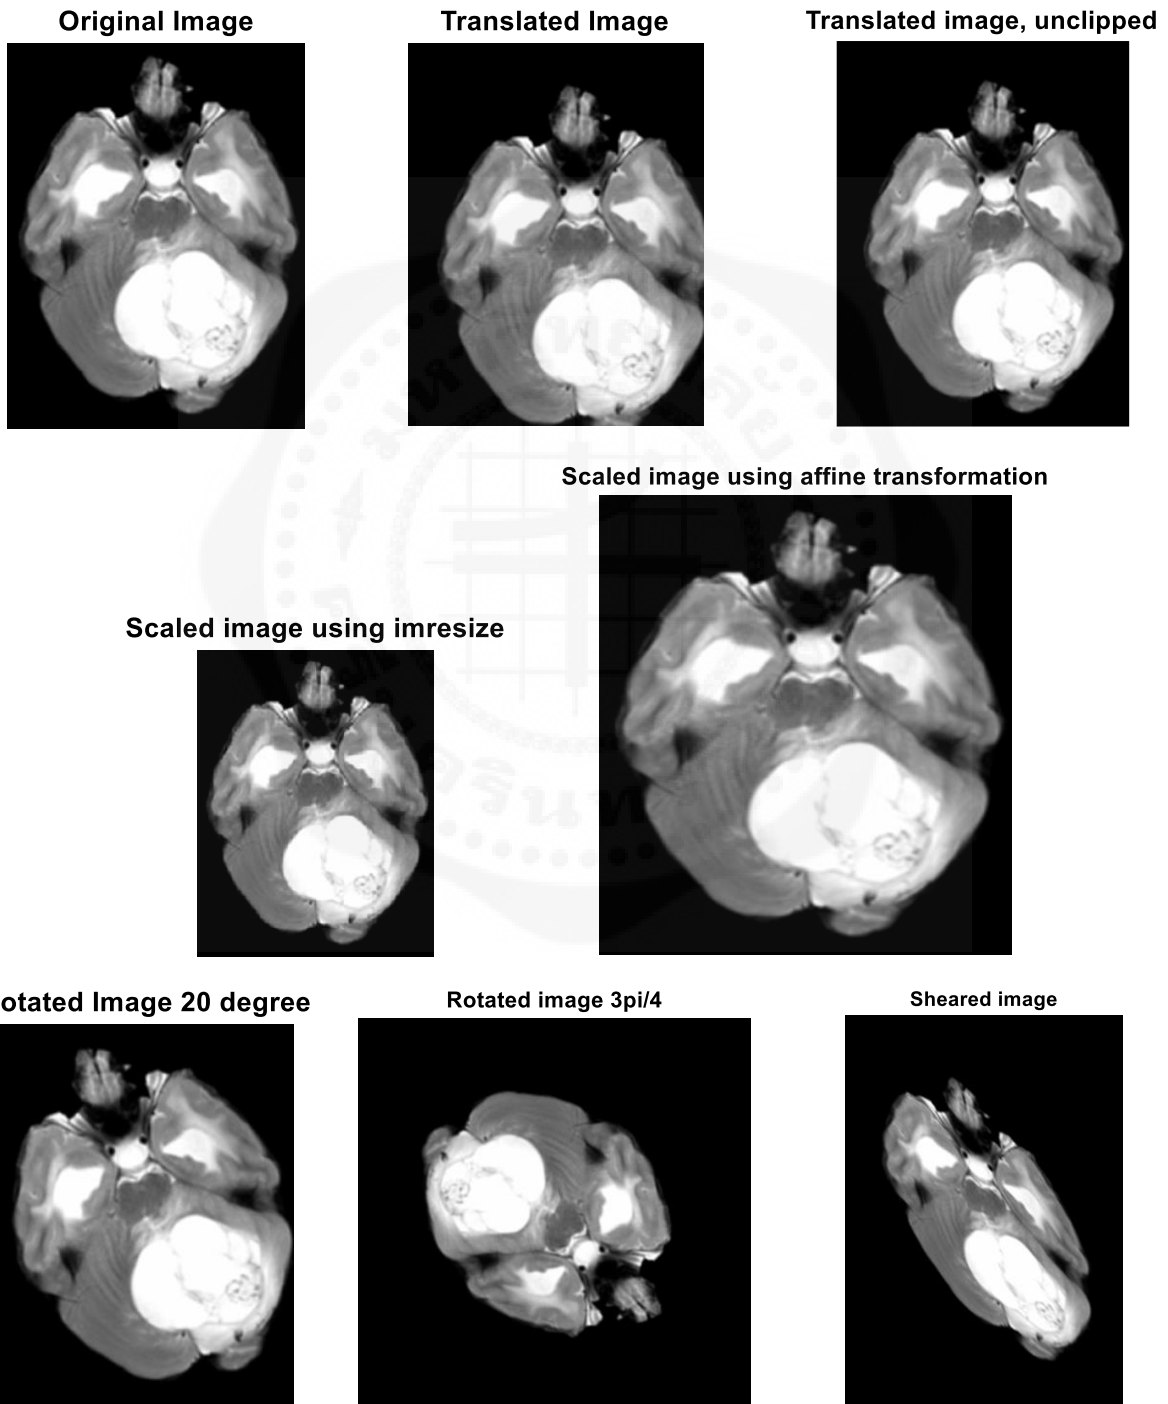 Original Image
Translated Image
Translated image, unclipped
Scaled image using affine transformation
Scaled image using imresize
otated Image 20 degree
Rotated image 3pi/4
Sheared image